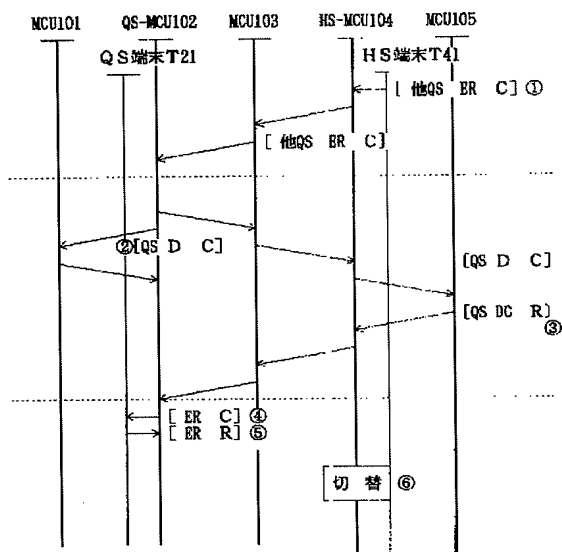 MCU101 QS-MCU102 MCU103 HS-MCU104 MCU105
QS端末T21 HS端末T41
[ 他QS ER C] ①
[ 他QS ER C]
②[QS D C]
[QS D C]
[QS DC R]
③
[ ER C] ④
[ ER R] ⑤
切 替 ⑥